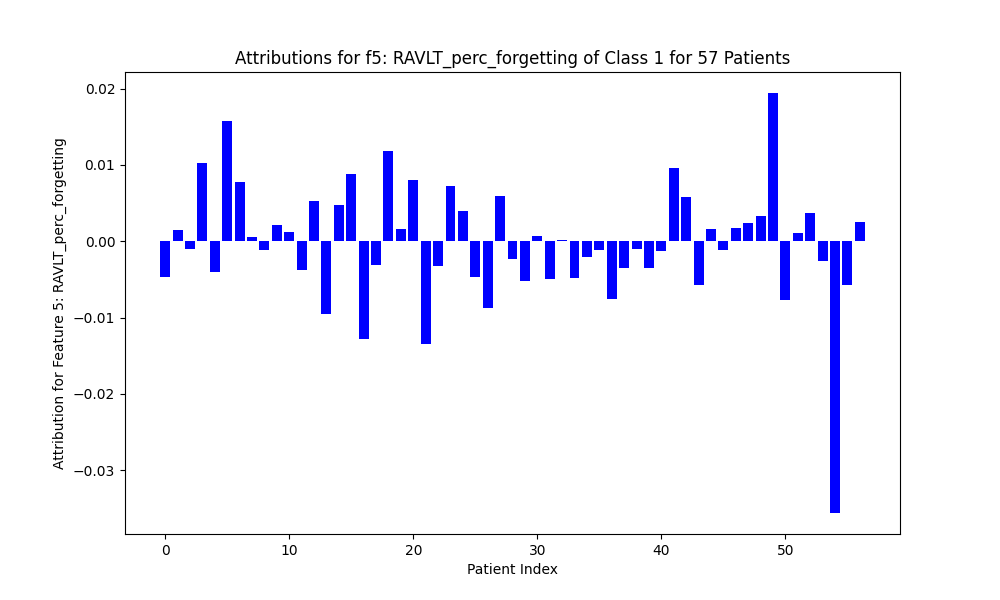 Attributions for f5: RAVLT_perc_forgetting of Class 1 for 57 Patients
Attribution for Feature 5: RAVLT_perc_forgetting
0.02
0.01
0.00
−0.01
−0.02
−0.03
0 10 20 30 40 50
Patient Index